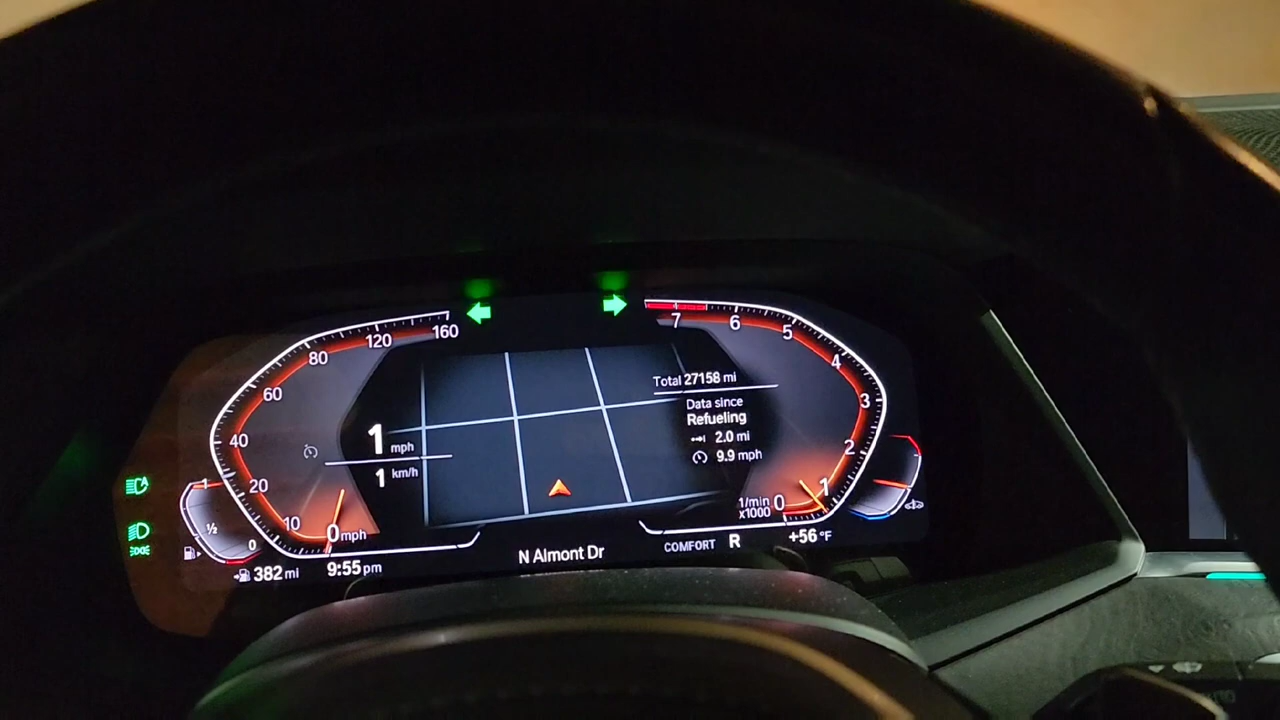 160
120
80
60
40
20
10
0 mph
1 mph
1 km/h
1
½
0
382 mi
9:55 pm
N Almont Dr
Total 27158 mi
Data since
Refueling
2.0 mi
9.9 mph
7
6
5
4
3
2
1
0
1/min
x1000
COMFORT R
+56 °F